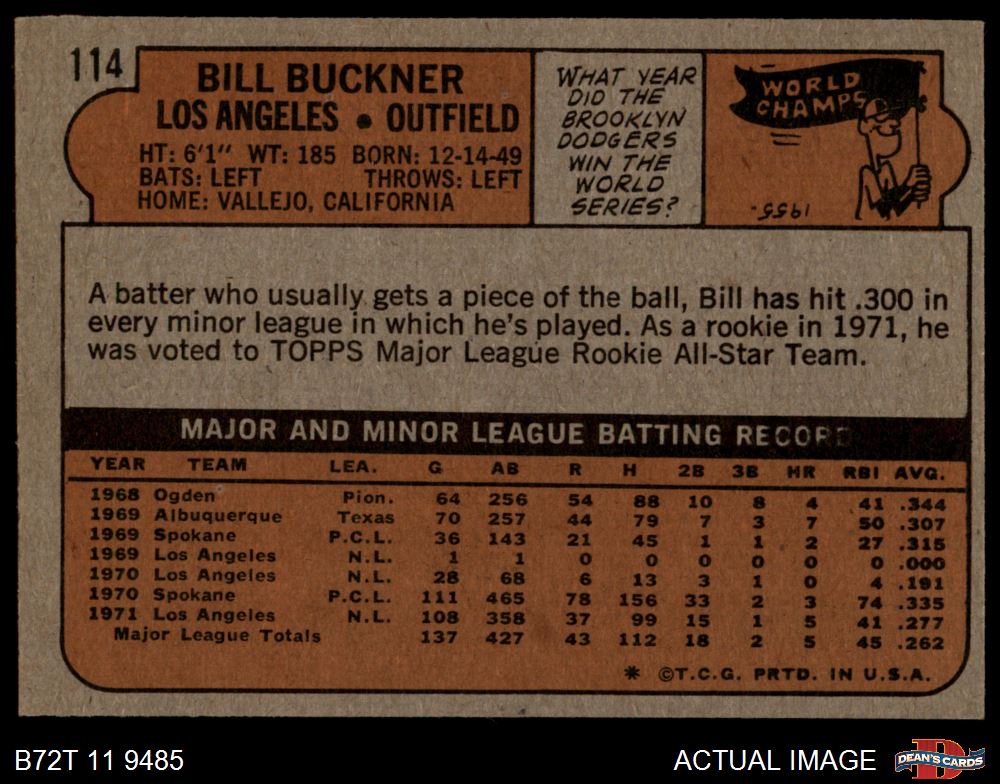 114
BILL BUCKNER
LOS ANGELES • OUTFIELD
HT: 6'1" WT: 185 BORN: 12-14-49
BATS: LEFT THROWS: LEFT
HOME: VALLEJO, CALIFORNIA
WHAT YEAR
DID THE
BROOKLYN
DODGERS
WIN THE
WORLD
SERIES?
WORLD
CHAMPS
1955.
A batter who usually gets a piece of the ball, Bill has hit .300 in
every minor league in which he's played. As a rookie in 1971, he
was voted to TOPPS Major League Rookie All-Star Team.
MAJOR AND MINOR LEAGUE BATTING RECORD
YEAR TEAM LEA. G AB R H 2B 3B HR RBI AVG.
1968 Ogden Pion. 64 256 54 88 10 8 4 41 .344
1969 Albuquerque Texas 70 257 44 79 7 3 7 50 .307
1969 Spokane P.C.L. 36 143 21 45 1 1 2 27 .315
1969 Los Angeles N.L. 1 1 0 0 0 0 0 0 .000
1970 Los Angeles N.L. 28 68 6 13 3 1 0 4 .191
1970 Spokane P.C.L. 111 465 78 156 33 2 3 74 .335
1971 Los Angeles N.L. 108 358 37 99 15 1 5 41 .277
Major League Totals 137 427 43 112 18 2 5 45 .262
* ©T.C.G. PRTD. IN U.S.A.
B72T 11 9485
ACTUAL IMAGE
DEAN'S CARDS